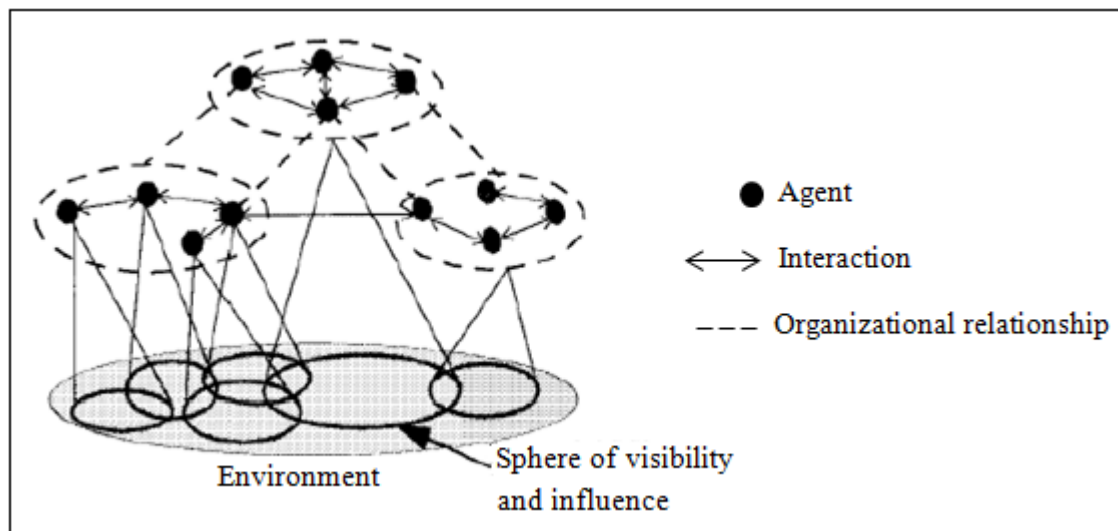 Agent
Interaction
Organizational relationship
Environment
Sphere of visibility
and influence